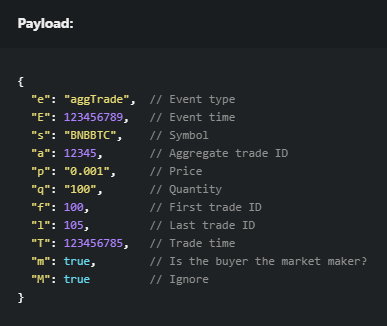 Payload:
{
"e": "aggTrade", // Event type
"E": 123456789, // Event time
"s": "BNBBTC", // Symbol
"a": 12345, // Aggregate trade ID
"p": "0.001", // Price
"q": "100", // Quantity
"f": 100, // First trade ID
"l": 105, // Last trade ID
"T": 123456785, // Trade time
"m": true, // Is the buyer the market maker?
"M": true // Ignore
}